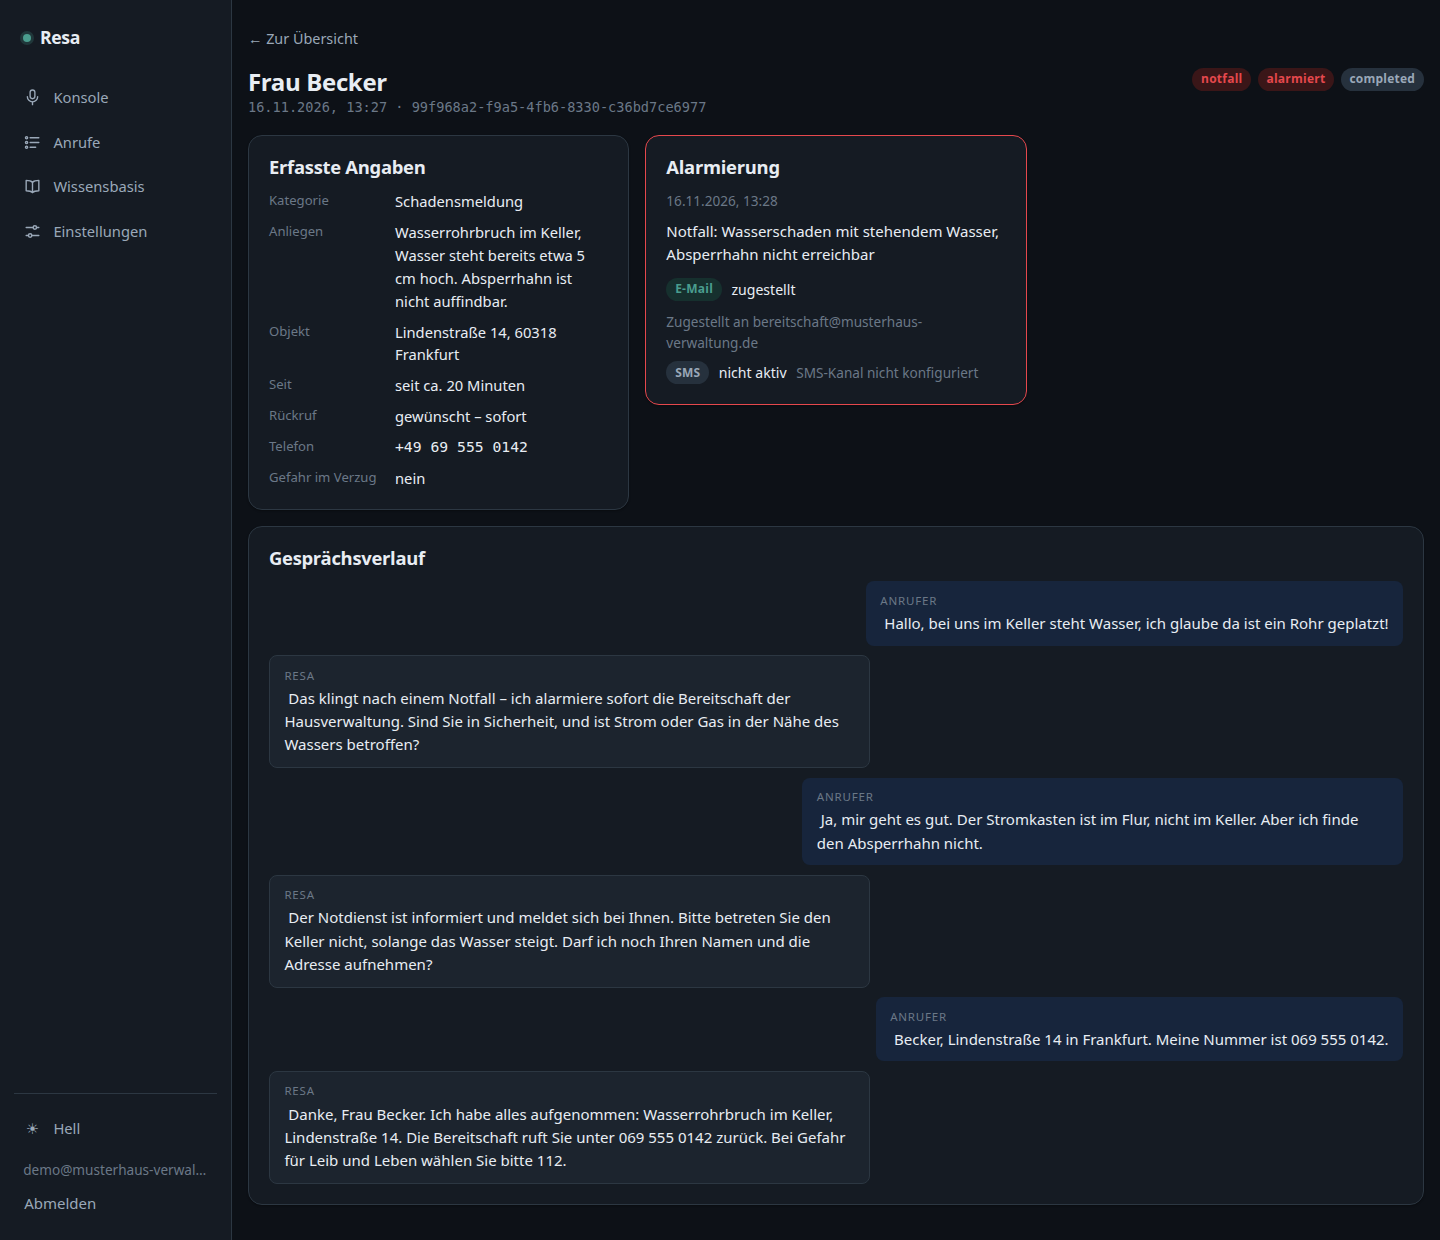 Resa
Konsole
Anrufe
Wissensbasis
Einstellungen
← Zur Übersicht
Frau Becker
notfall alarmiert completed
16.11.2026, 13:27 · 99f968a2-f9a5-4fb6-8330-c36bd7ce6977
Erfasste Angaben
Kategorie Schadensmeldung
Anliegen Wasserrohrbruch im Keller,
Wasser steht bereits etwa 5
cm hoch. Absperrhahn ist
nicht auffindbar.
Objekt Lindenstraße 14, 60318
Frankfurt
Seit seit ca. 20 Minuten
Rückruf gewünscht – sofort
Telefon +49 69 555 0142
Gefahr im Verzug nein
Alarmierung
16.11.2026, 13:28
Notfall: Wasserschaden mit stehendem Wasser,
Absperrhahn nicht erreichbar
E-Mail zugestellt
Zugestellt an bereitschaft@musterhaus-
verwaltung.de
SMS nicht aktiv SMS-Kanal nicht konfiguriert
Gesprächsverlauf
ANRUFER
Hallo, bei uns im Keller steht Wasser, ich glaube da ist ein Rohr geplatzt!
RESA
Das klingt nach einem Notfall – ich alarmiere sofort die Bereitschaft der
Hausverwaltung. Sind Sie in Sicherheit, und ist Strom oder Gas in der Nähe des
Wassers betroffen?
ANRUFER
Ja, mir geht es gut. Der Stromkasten ist im Flur, nicht im Keller. Aber ich finde
den Absperrhahn nicht.
RESA
Der Notdienst ist informiert und meldet sich bei Ihnen. Bitte betreten Sie den
Keller nicht, solange das Wasser steigt. Darf ich noch Ihren Namen und die
Adresse aufnehmen?
ANRUFER
Becker, Lindenstraße 14 in Frankfurt. Meine Nummer ist 069 555 0142.
RESA
Danke, Frau Becker. Ich habe alles aufgenommen: Wasserrohrbruch im Keller,
Lindenstraße 14. Die Bereitschaft ruft Sie unter 069 555 0142 zurück. Bei Gefahr
für Leib und Leben wählen Sie bitte 112.
Hell
demo@musterhaus-verwal...
Abmelden